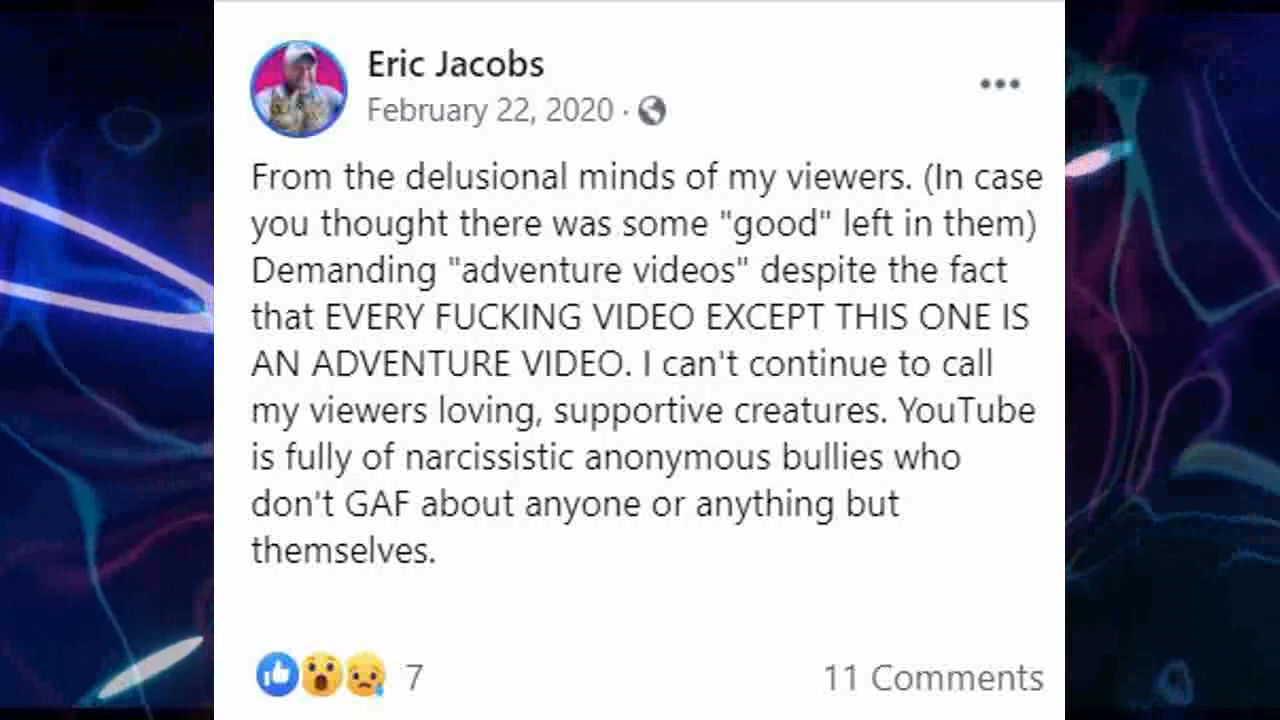 Eric Jacobs
February 22, 2020 ·
From the delusional minds of my viewers. (In case
you thought there was some "good" left in them)
Demanding "adventure videos" despite the fact
that EVERY FUCKING VIDEO EXCEPT THIS ONE IS
AN ADVENTURE VIDEO. I can't continue to call
my viewers loving, supportive creatures. YouTube
is fully of narcissistic anonymous bullies who
don't GAF about anyone or anything but
themselves.
7
11 Comments